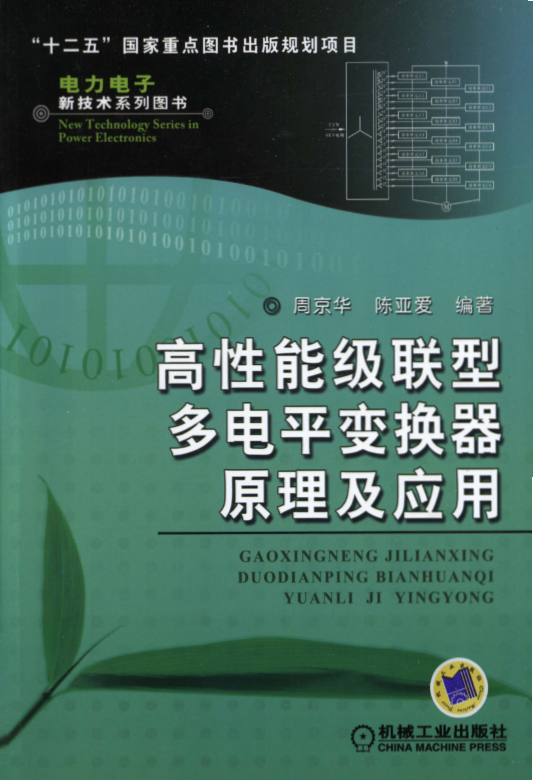 “十二五”国家重点图书出版规划项目
电力电子
新技术系列图书
New Technology Series in
Power Electronics
周京华 陈亚爱 编著
高性能级联型
多电平变换器
原理及应用
GAOXINGNENG JILIANXING
DUODIANPING BIANHUANQI
YUANLI JI YINGYONG
机械工业出版社
CHINA MACHINE PRESS